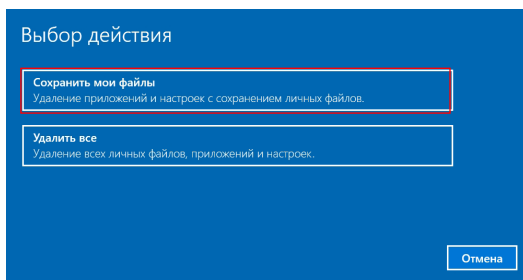 Выбор действия
Сохранить мои файлы
Удаление приложений и настроек с сохранением личных файлов.
Удалить все
Удаление всех личных файлов, приложений и настроек.
Отмена